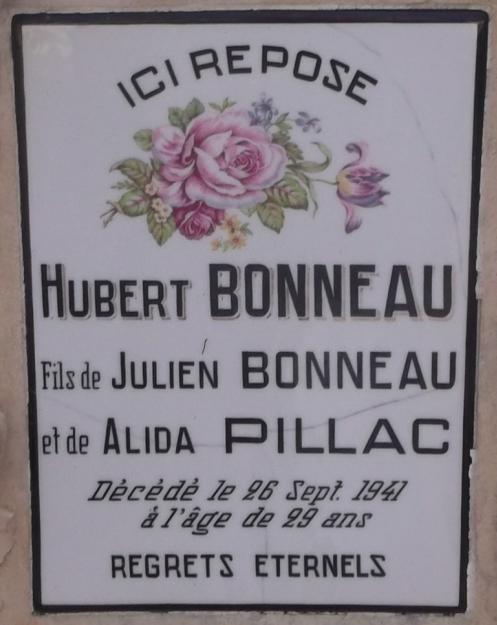 ICI REPOSE
HUBERT BONNEAU
Fils de JULIEN BONNEAU
et de ALIDA PILLAC
Décédé le 26 Sept. 1941
à l'âge de 29 ans
REGRETS ETERNELS